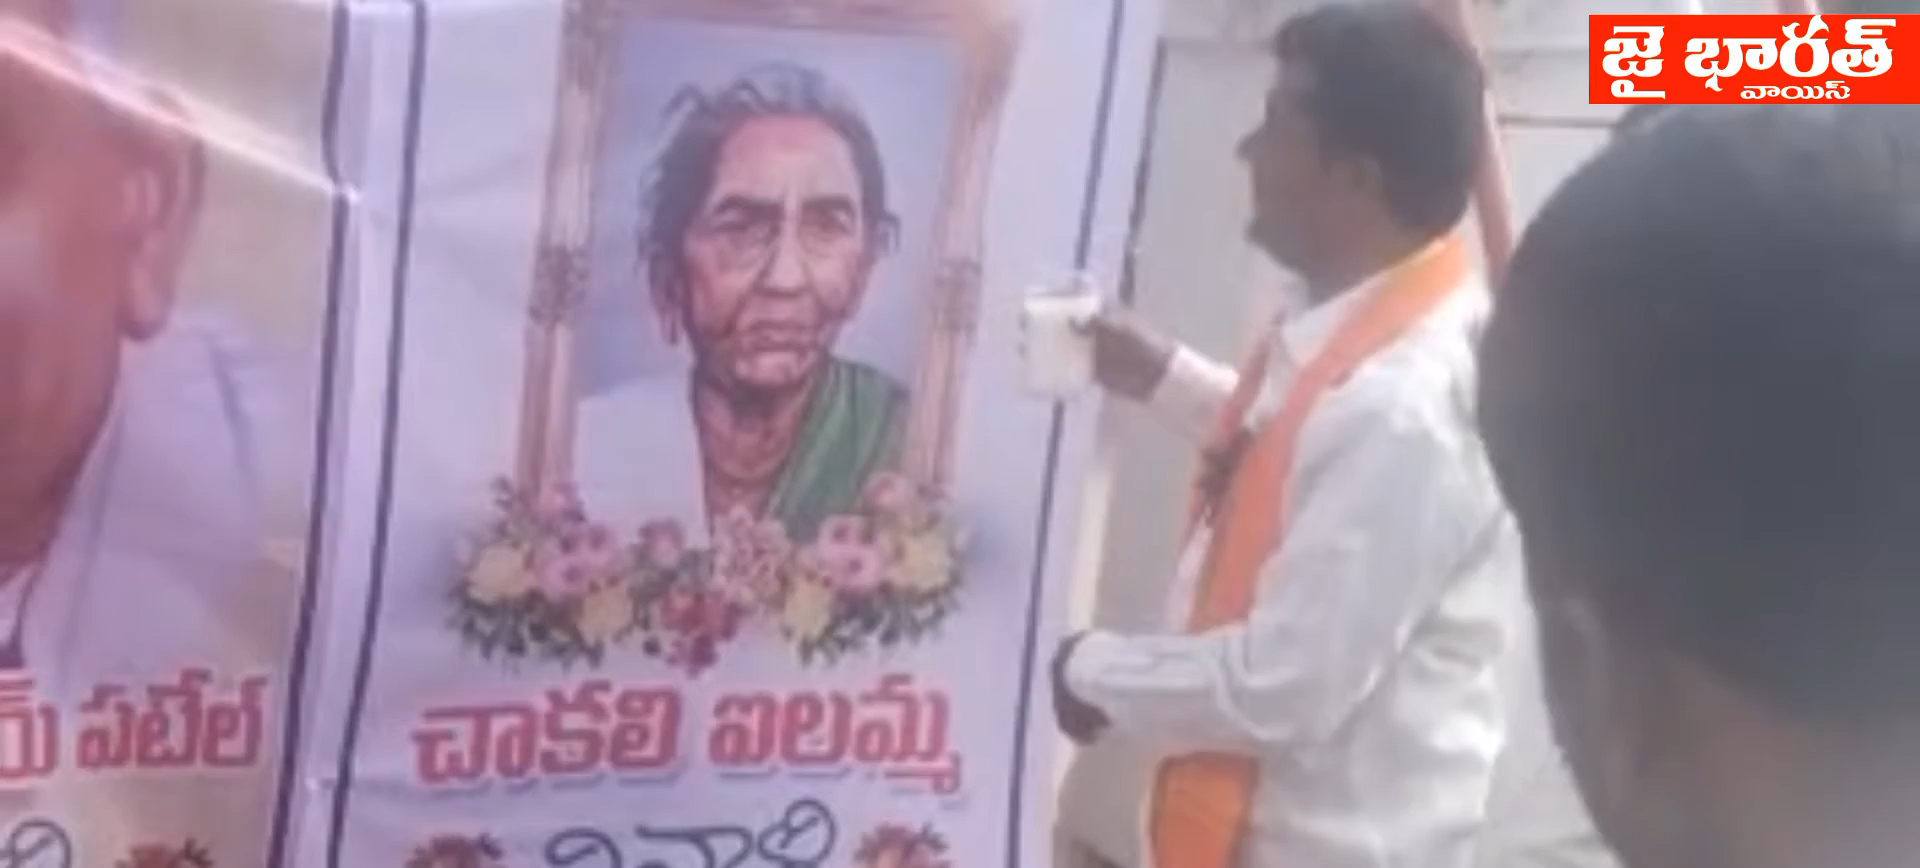 జై భారత్
వాయిస్
పటేల్
చాకలి ఐలమ్మ
నివాళి